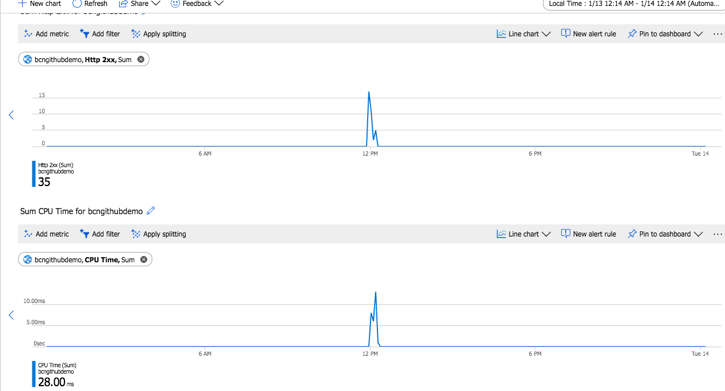 New chart Refresh Share Feedback Local Time : 1/13 12:14 AM - 1/14 12:14 AM (Automa...
Add metric Add filter Apply splitting Line chart New alert rule Pin to dashboard ...
bcngithubdemo, Http 2xx, Sum
15
10
5
0
6 AM 12 PM 6 PM Tue 14
Http 2xx (Sum)
bcngithubdemo
35
Sum CPU Time for bcngithubdemo
Add metric Add filter Apply splitting Line chart New alert rule Pin to dashboard ...
bcngithubdemo, CPU Time, Sum
10.00ms
5.00ms
0sec
6 AM 12 PM 6 PM Tue 14
CPU Time (Sum)
bcngithubdemo
28.00 ms